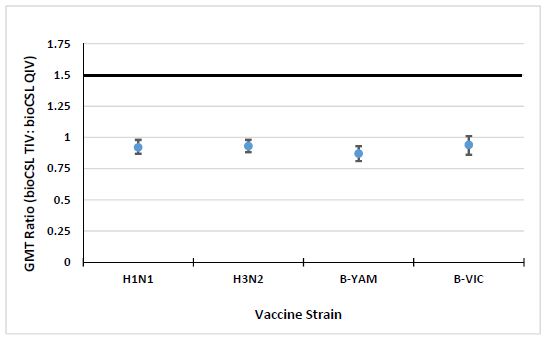 GMT Ratio (bioCSL TIV: bioCSL QIV)
1.75
1.5
1.25
1
0.75
0.5
0.25
0
H1N1 H3N2 B-YAM B-VIC
Vaccine Strain